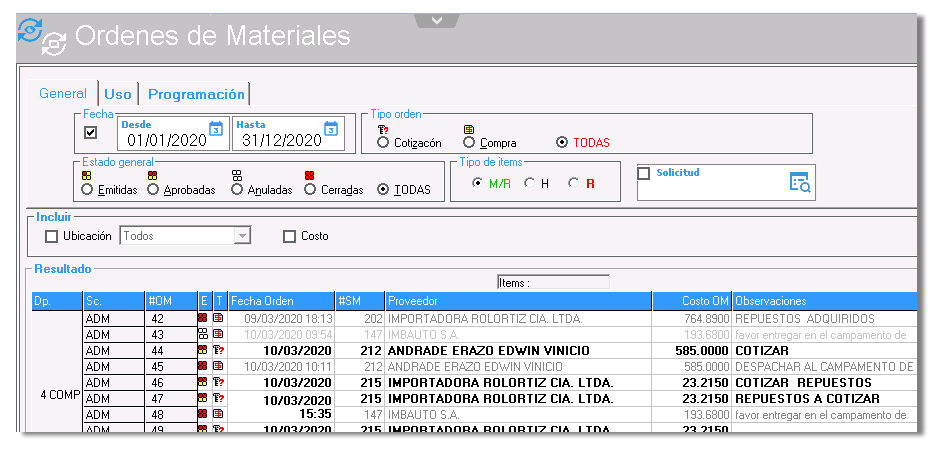 Ordenes de Materiales
General Uso Programación
Fecha
Desde 01/01/2020 Hasta 31/12/2020
Tipo orden
Cotizacón Compra TODAS
Estado general
Emitidas Aprobadas Anuladas Cerradas TODAS
Tipo de items
M/R H R
Solicitud
Incluir
Ubicación Todos Costo
Resultado
Items :
Dp. Sc. #OM E T Fecha Orden #SM Proveedor Costo OM Observaciones
ADM 42 09/03/2020 18:13 202 IMPORTADORA ROLORTIZ CIA. LTDA. 764.8900 REPUESTOS ADQUIRIDOS
ADM 43 10/03/2020 09:54 147 IMBAUTO S.A. 193.6800 favor entregar en el campamento de
ADM 44 10/03/2020 212 ANDRADE ERAZO EDWIN VINICIO 585.0000 COTIZAR
ADM 45 10/03/2020 10:11 212 ANDRADE ERAZO EDWIN VINICIO 585.0000 DESPACHAR AL CAMPAMENTO DE
ADM 46 10/03/2020 215 IMPORTADORA ROLORTIZ CIA. LTDA. 23.2150 COTIZAR REPUESTOS
4 COMP ADM 47 10/03/2020 215 IMPORTADORA ROLORTIZ CIA. LTDA. 23.2150 REPUESTOS A COTIZAR
ADM 48 15:35 147 IMBAUTO S.A. 193.6800 favor entregar en el campamento de
ADM 49 10/03/2020 215 IMPORTADORA ROLORTIZ CIA. LTDA. 23.2150